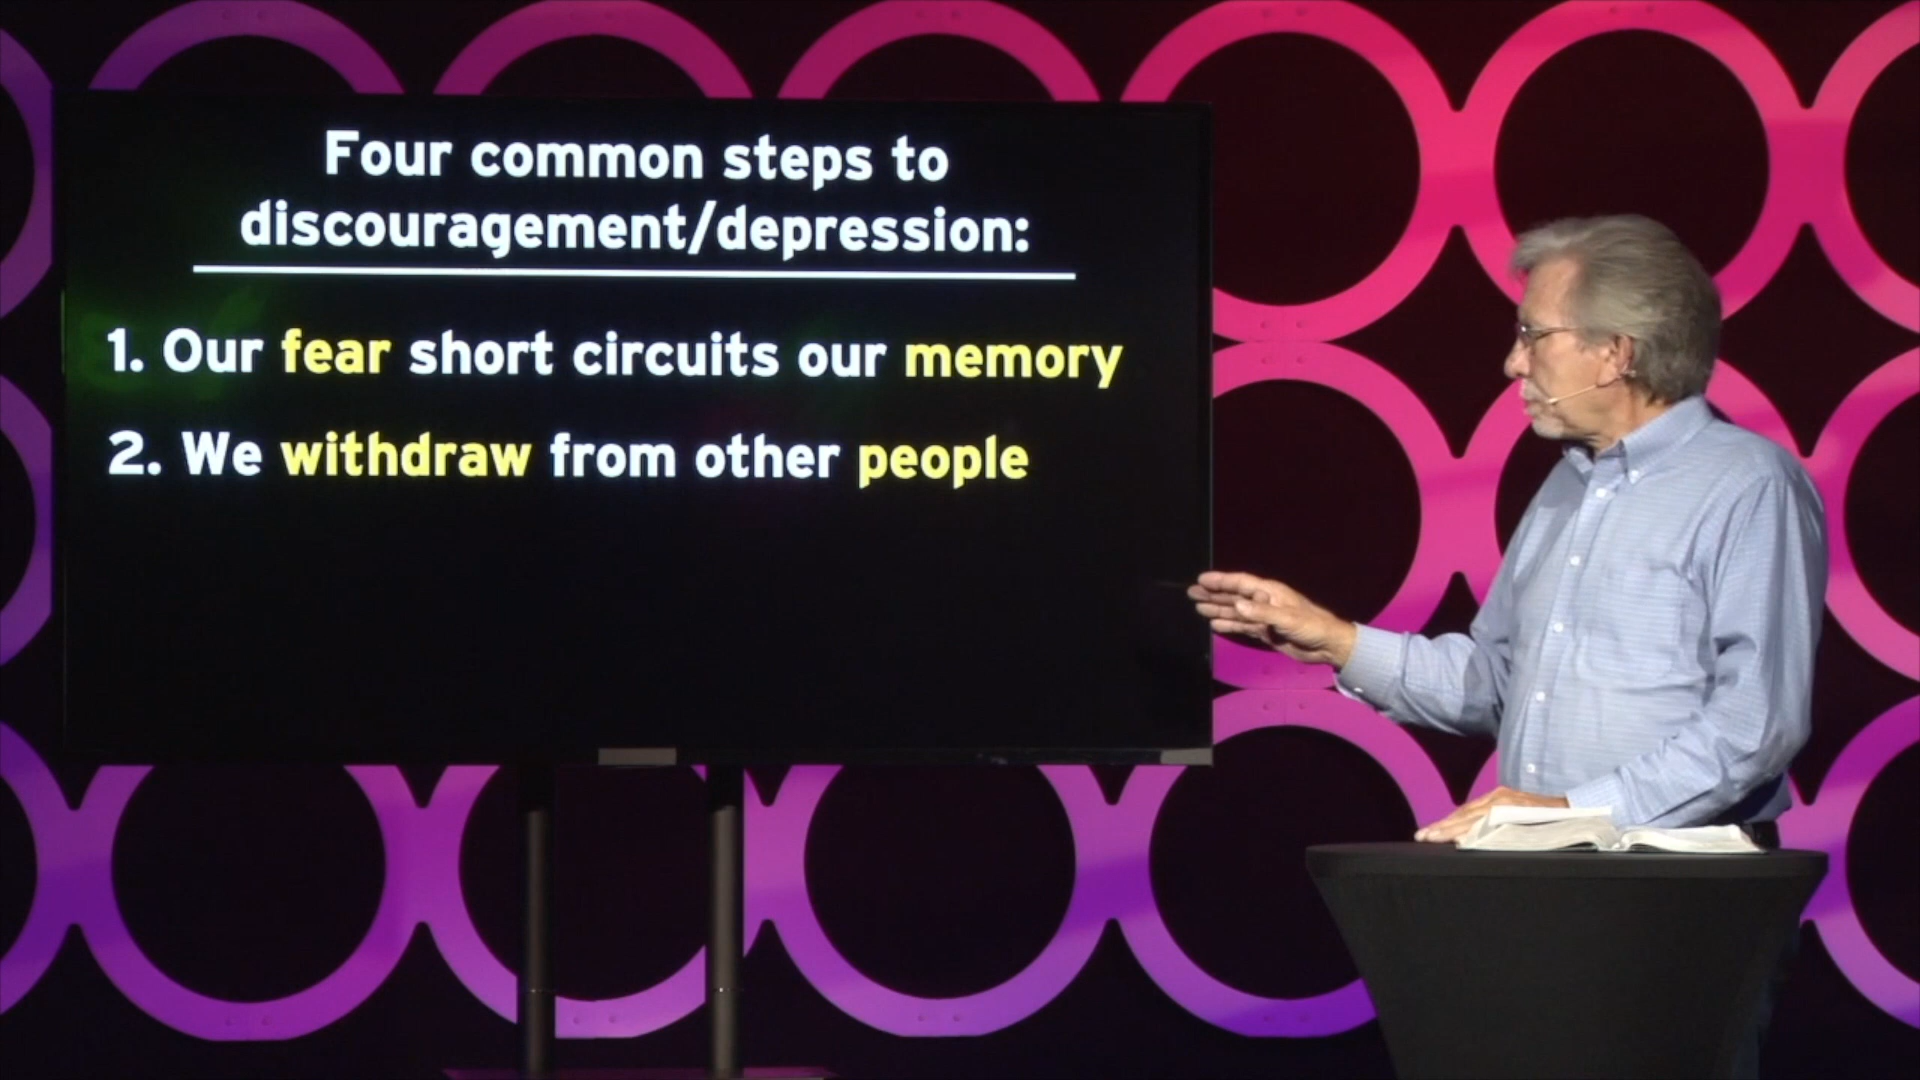 Four common steps to
discouragement/depression:
1. Our fear short circuits our memory
2. We withdraw from other people